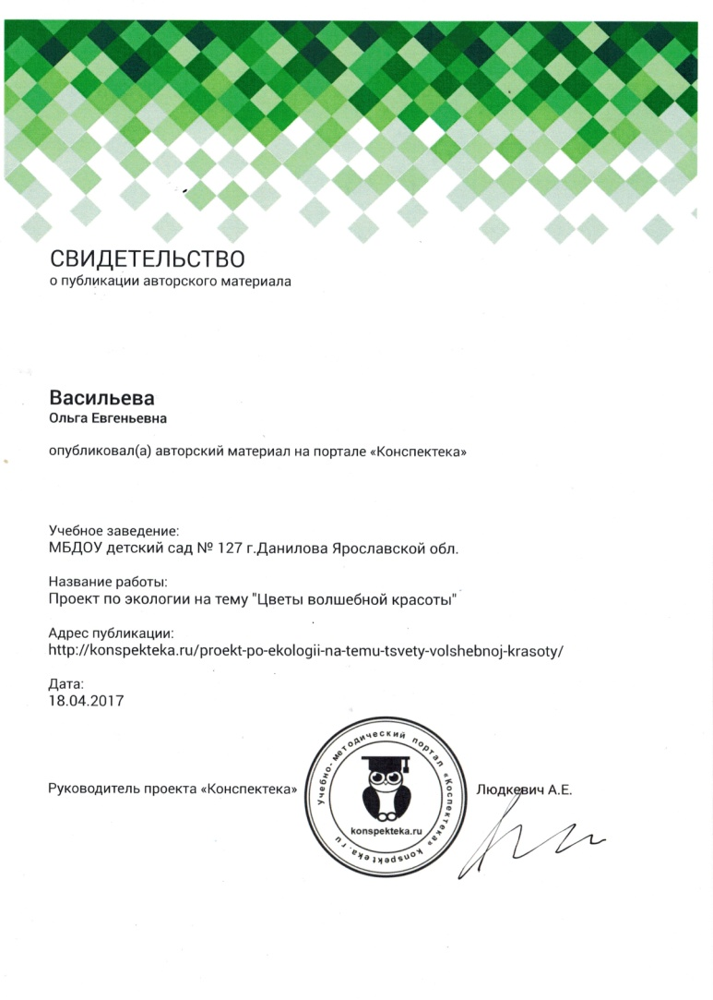 СВИДЕТЕЛЬСТВО
о публикации авторского материала
Васильева
Ольга Евгеньевна
опубликовал(а) авторский материал на портале «Конспектека»
Учебное заведение:
МБДОУ детский сад № 127 г.Данилова Ярославской обл.
Название работы:
Проект по экологии на тему "Цветы волшебной красоты"
Адрес публикации:
http://konspekteka.ru/proekt-po-ekologii-na-temu-tsvety-volshebnoj-krasoty/
Дата:
18.04.2017
Руководитель проекта «Конспектека»
Учебно-методический портал «Коспектека» konspekteka.ru
konspekteka.ru
Людкевич А.Е.